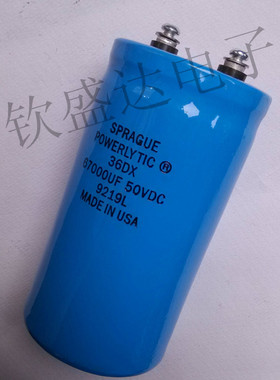 钦盛达电子
SPRAGUE
POWERLYTIC ®
36DX
67000UF 50VDC
9219L
MADE IN USA